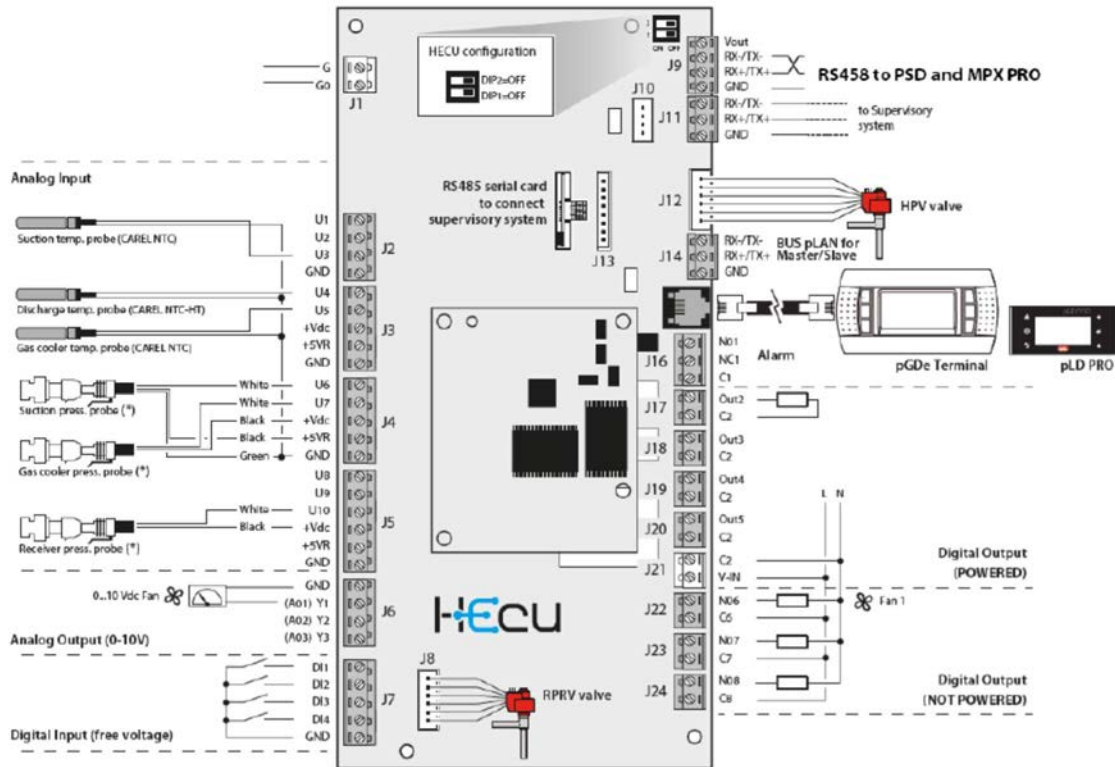 HECU configuration
DIP2=OFF
DIP1=OFF
ON OFF
G
G0
J1
Analog Input
Suction temp. probe (CAREL NTC)
U1
U2
U3
GND
J2
Discharge temp. probe (CAREL NTC-HT)
Gas cooler temp. probe (CAREL NTC)
U4
U5
+Vdc
+5VR
GND
J3
Suction press. probe (*)
Gas cooler press. probe (*)
White U6
White U7
Black +Vdc
Black +5VR
Green GND
J4
U8
U9
White U10
Black +Vdc
+5VR
GND
J5
Receiver press. probe (*)
0...10 Vdc Fan
GND
(A01) Y1
(A02) Y2
(A03) Y3
J6
Analog Output (0-10V)
DI1
DI2
DI3
DI4
GND
J7
Digital Input (free voltage)
HECU
J8
RPRV valve
RS485 serial card
to connect
supervisory system
J13
J10
J9
Vout
RX-/TX-
RX+/TX+
GND
RS458 to PSD and MPX PRO
J11
RX-/TX-
RX+/TX+
GND
to Supervisory
system
J12
HPV valve
J14
RX-/TX-
RX+/TX+
GND
BUS pLAN for
Master/Slave
pGDe Terminal
pLD PRO
J16
N01
NC1
C1
Alarm
J17
Out2
C2
J18
Out3
C2
J19
Out4
C2
J20
Out5
C2
J21
C2
V-IN
L N
Digital Output
(POWERED)
J22
N06
C6
Fan 1
J23
N07
C7
J24
N08
C8
Digital Output
(NOT POWERED)